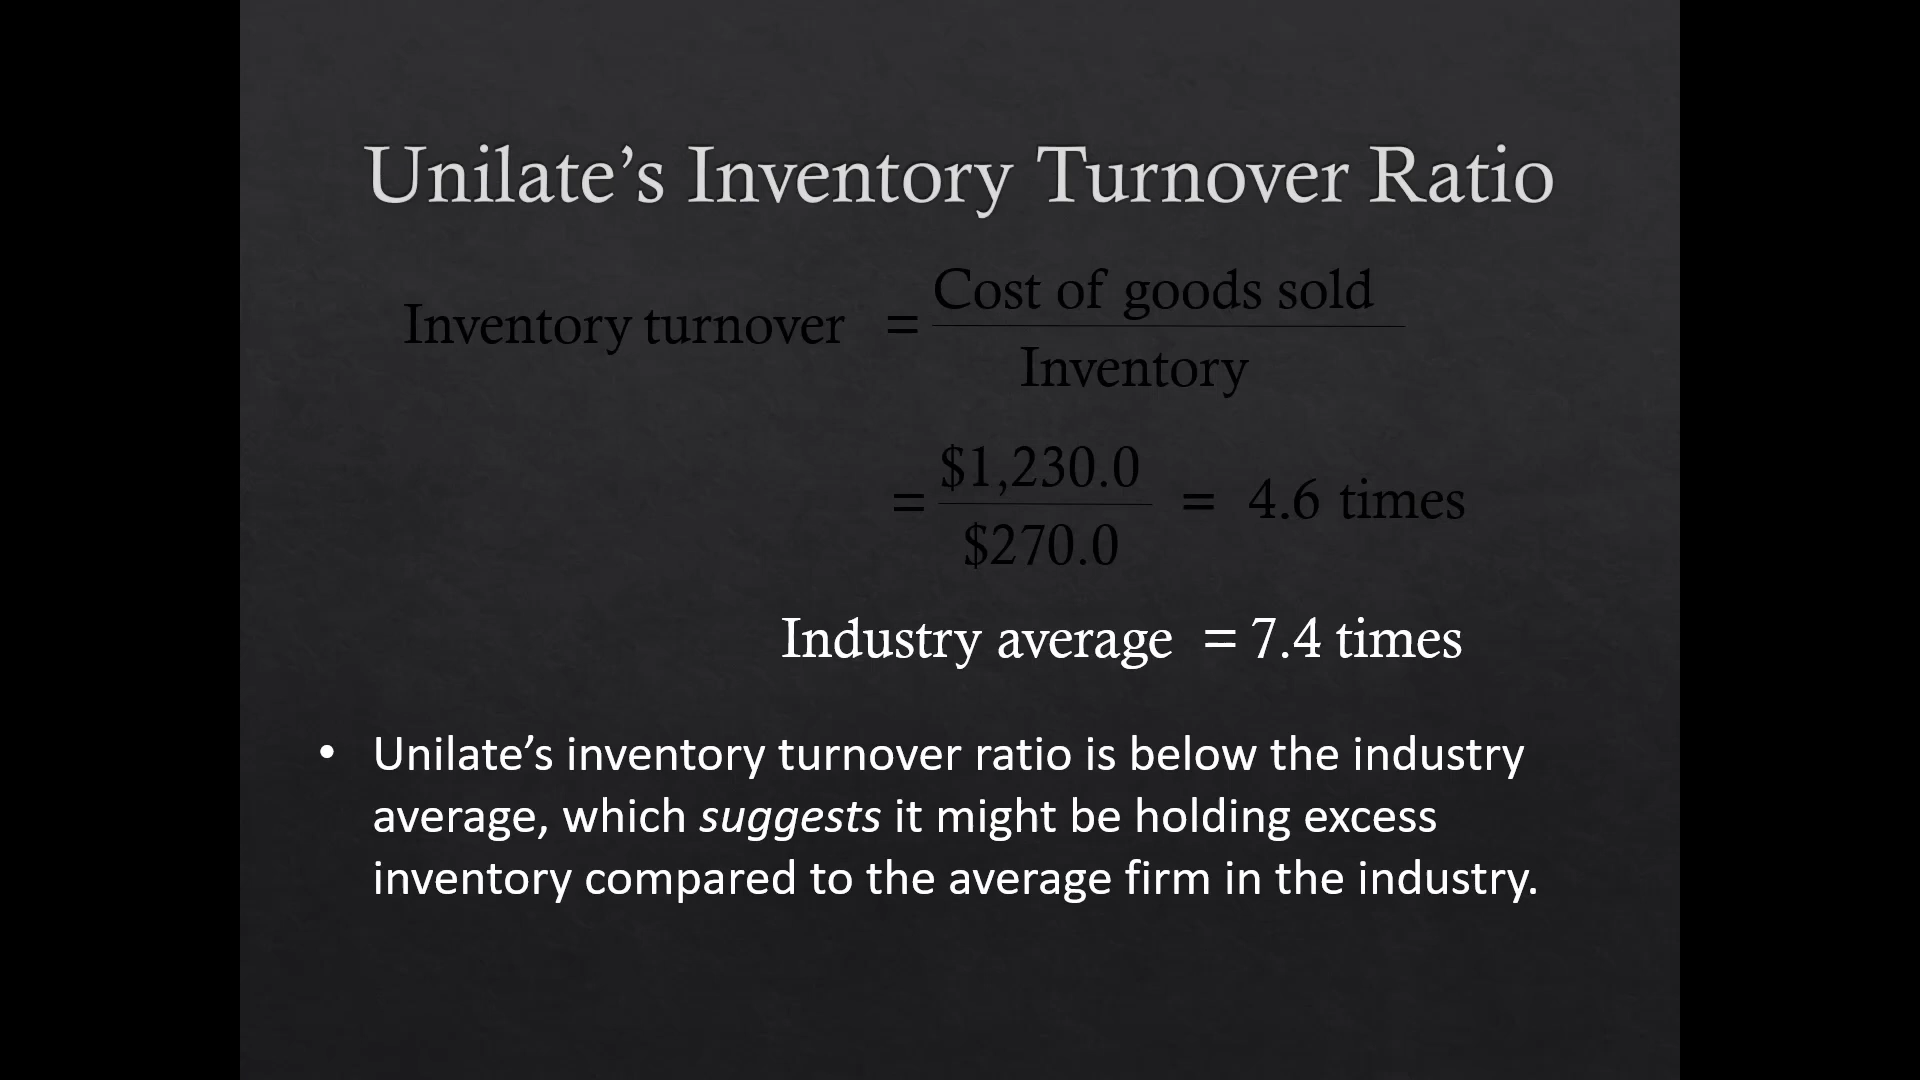 Unilate’s Inventory Turnover Ratio
Inventory turnover = Cost of goods sold
Inventory
= $1,230.0 = 4.6 times
$270.0
Industry average = 7.4 times
• Unilate’s inventory turnover ratio is below the industry
average, which suggests it might be holding excess
inventory compared to the average firm in the industry.